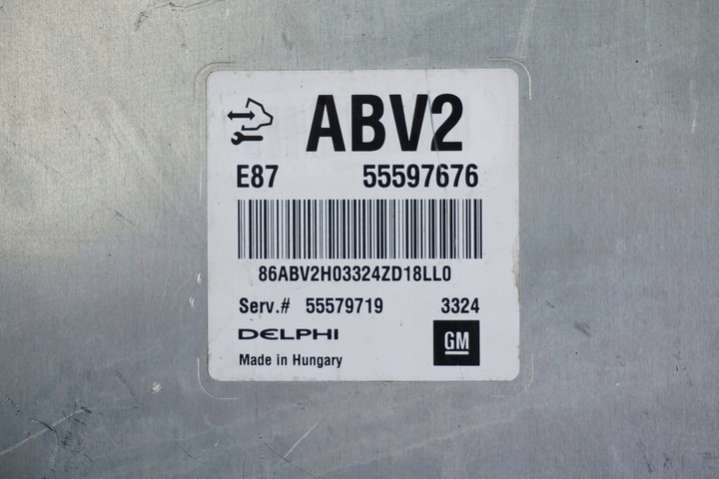 ABV2
E87 55597676
86ABV2H03324ZD18LL0
Serv.# 55579719 3324
DELPHI
GM
Made in Hungary